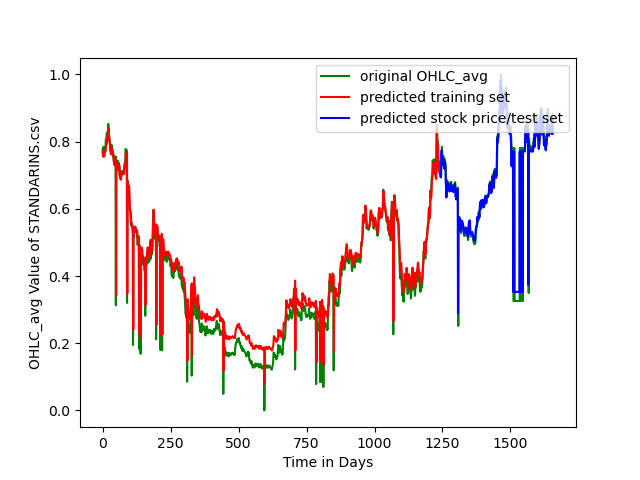 original OHLC_avg
predicted training set
predicted stock price/test set
OHLC_avg Value of STANDARINS.csv
1.0
0.8
0.6
0.4
0.2
0.0
0 250 500 750 1000 1250 1500
Time in Days